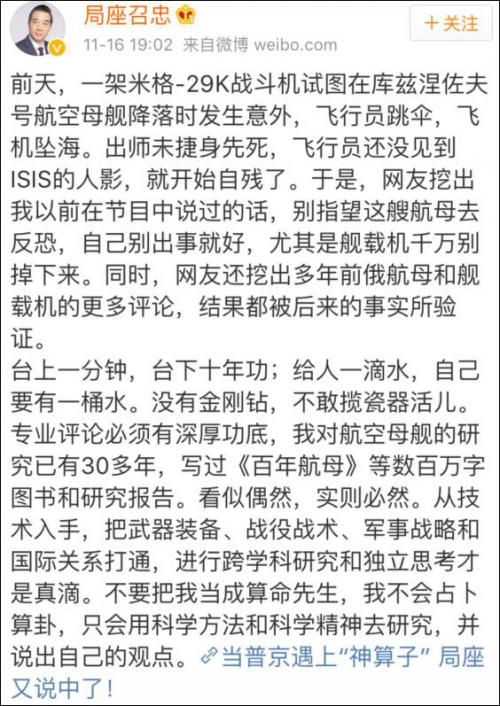 局座召忠
+关注
11-16 19:02 来自微博 weibo.com
前天，一架米格-29K战斗机试图在库兹涅佐夫
号航空母舰降落时发生意外，飞行员跳伞，飞
机坠海。出师未捷身先死，飞行员还没见到
ISIS的人影，就开始自残了。于是，网友挖出
我以前在节目中说过的话，别指望这艘航母去
反恐，自己别出事就好，尤其是舰载机千万别
掉下来。同时，网友还挖出多年前俄航母和舰
载机的更多评论，结果都被后来的事实所验
证。
台上一分钟，台下十年功；给人一滴水，自己
要有一桶水。没有金刚钻，不敢揽瓷器活儿。
专业评论必须有深厚功底，我对航空母舰的研
究已有30多年，写过《百年航母》等数百万字
图书和研究报告。看似偶然，实则必然。从技
术入手，把武器装备、战役战术、军事战略和
国际关系打通，进行跨学科研究和独立思考才
是真滴。不要把我当成算命先生，我不会占卜
算卦，只会用科学方法和科学精神去研究，并
说出自己的观点。当普京遇上“神算子” 局座
又说中了！